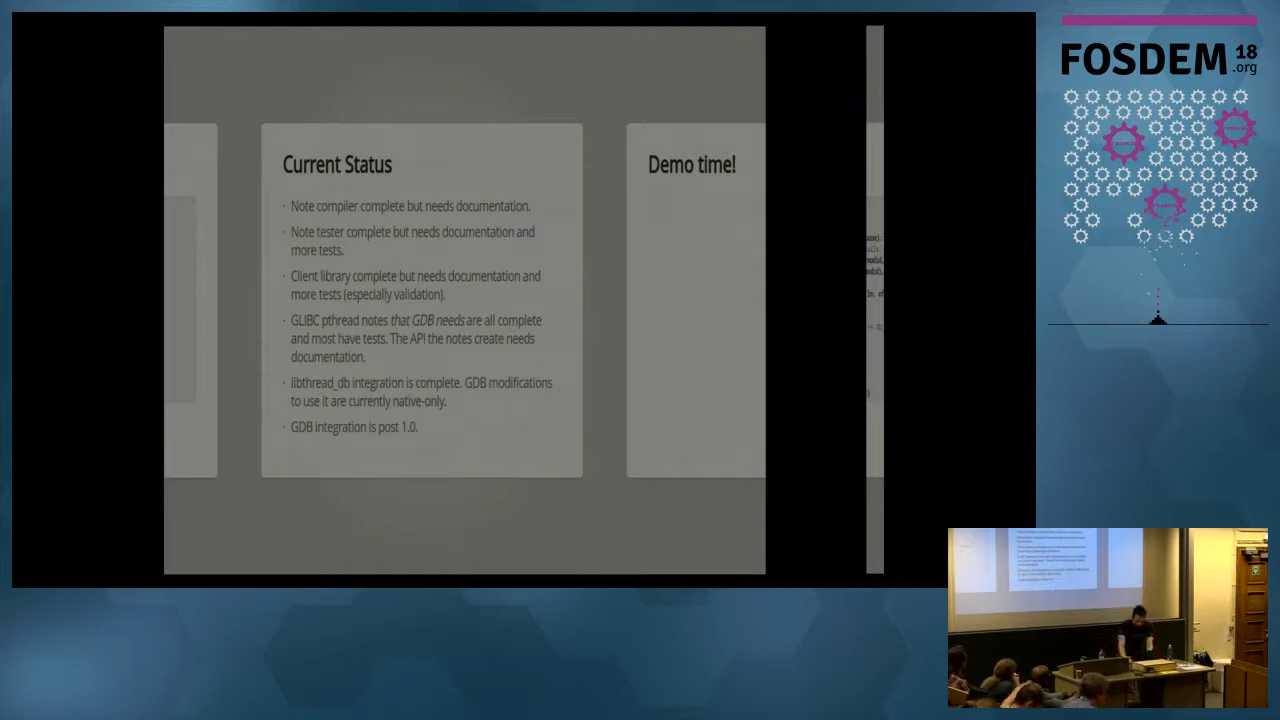 FOSDEM 18
.org
Current Status
· Note compiler complete but needs documentation.
· Note tester complete but needs documentation and
more tests.
· Client library complete but needs documentation and
more tests (especially validation).
· GLIBC pthread notes that GDB needs are all complete
and most have tests. The API the notes create needs
documentation.
· libthread_db integration is complete. GDB modifications
to use it are currently native-only.
· GDB integration is post 1.0.
Demo time!